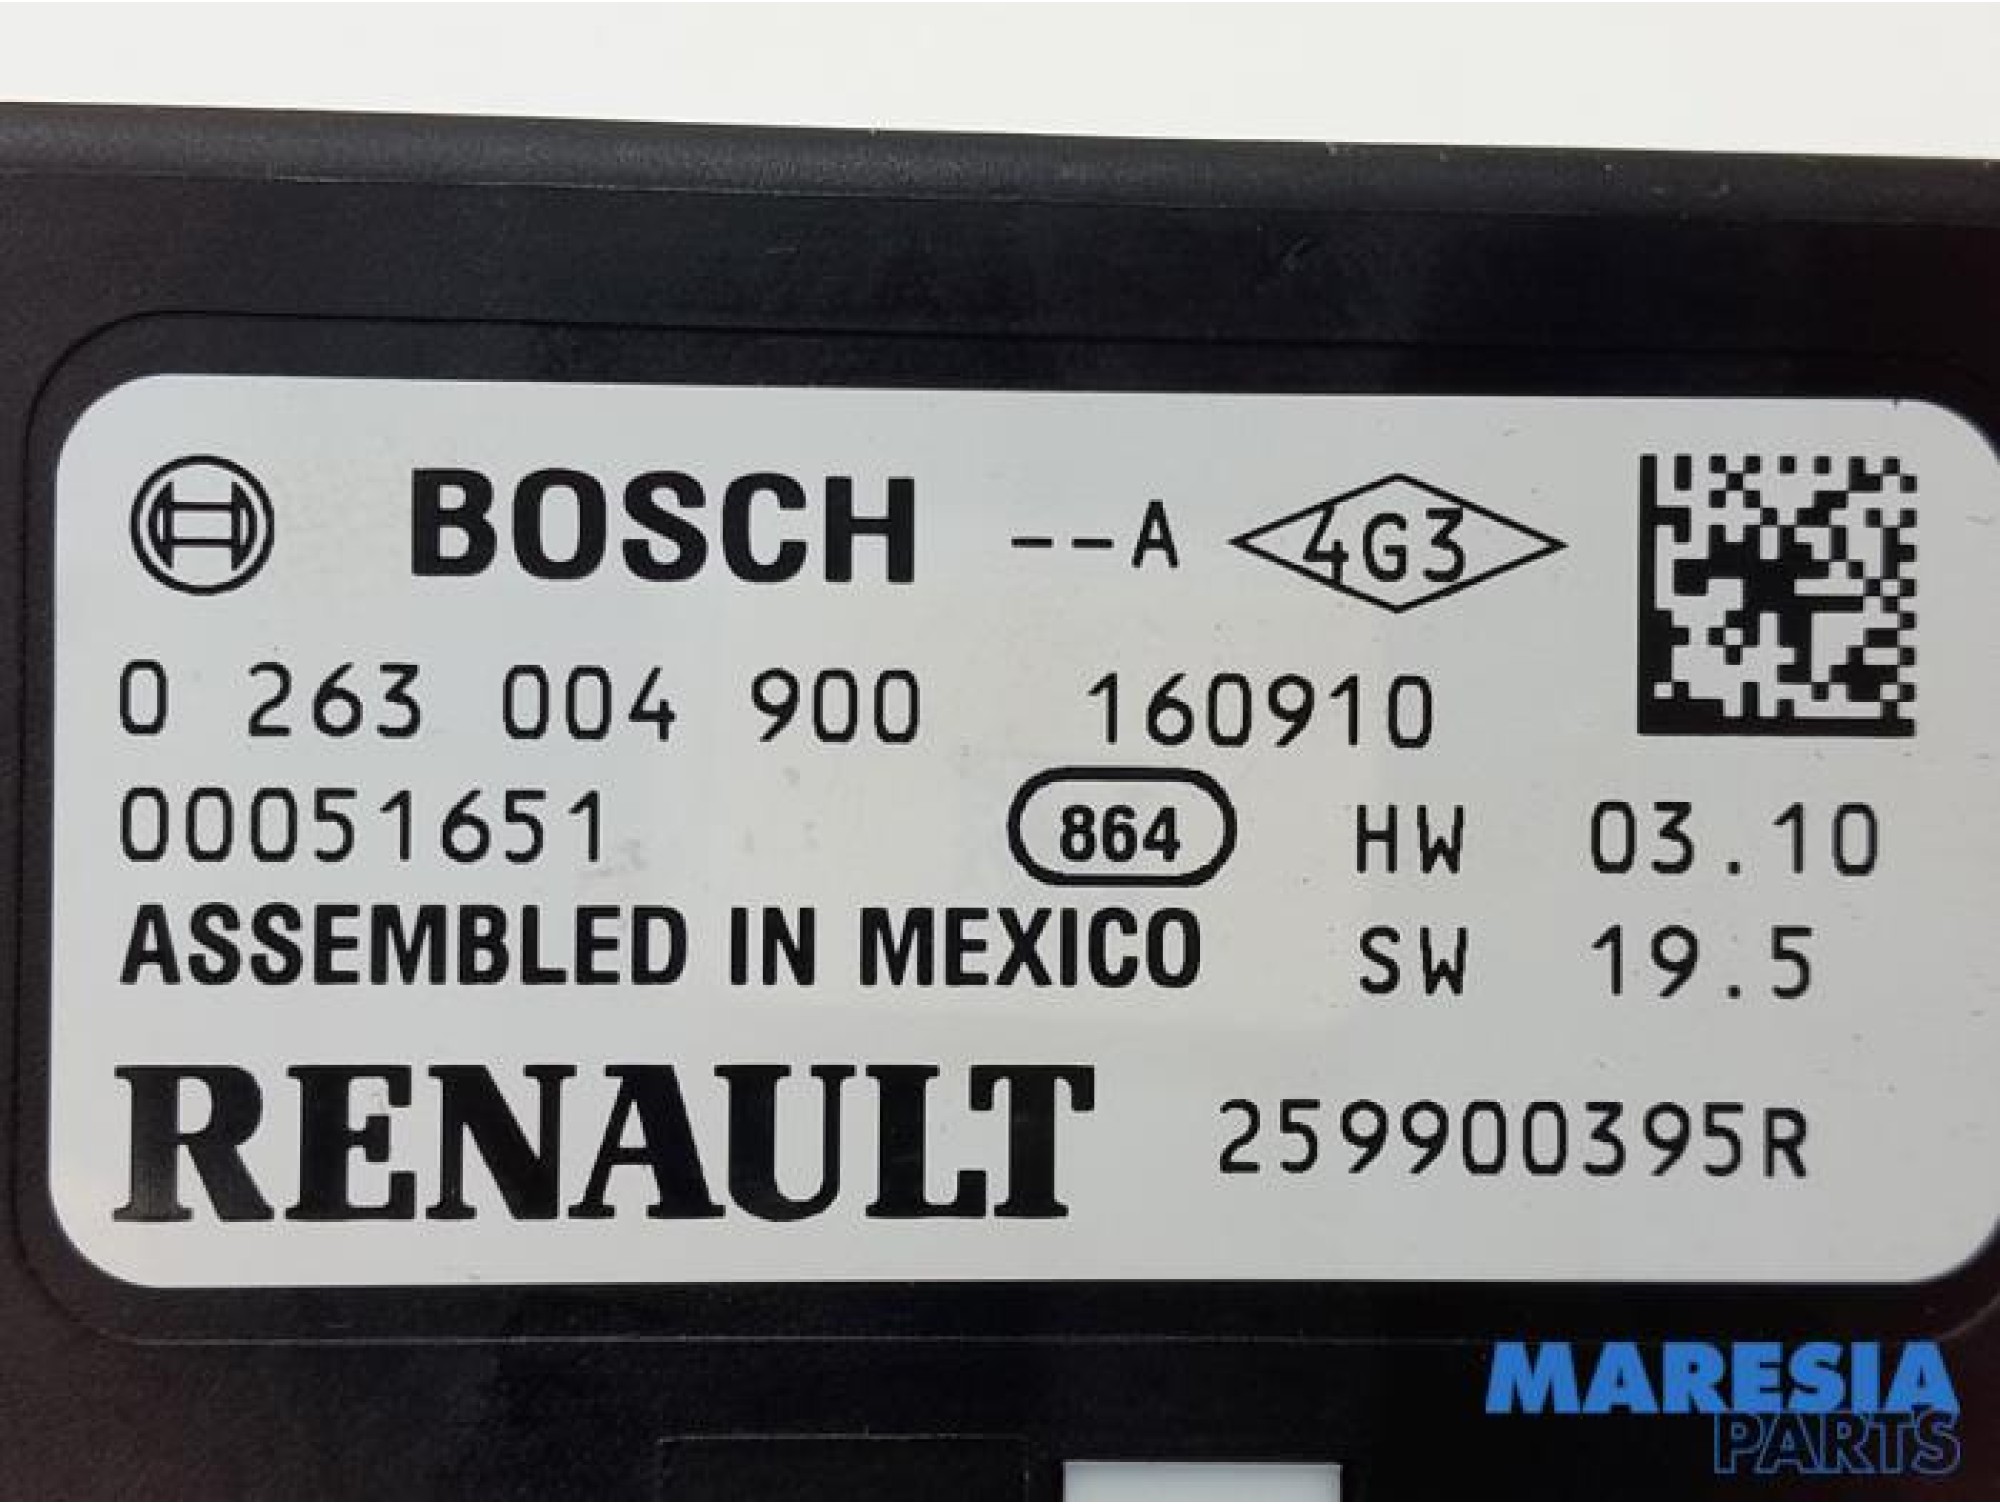 BOSCH --A 4G3
0 263 004 900 160910
00051651 864 HW 03.10
ASSEMBLED IN MEXICO SW 19.5
RENAULT 259900395R
MARESIA
PARTS